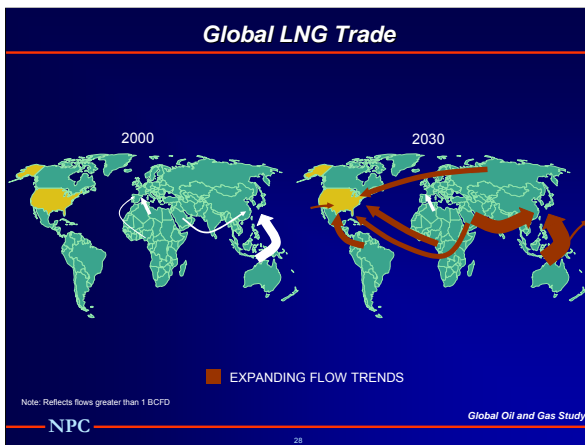 Global LNG Trade
2000
2030
EXPANDING FLOW TRENDS
Note: Reflects flows greater than 1 BCFD
Global Oil and Gas Study
NPC
28